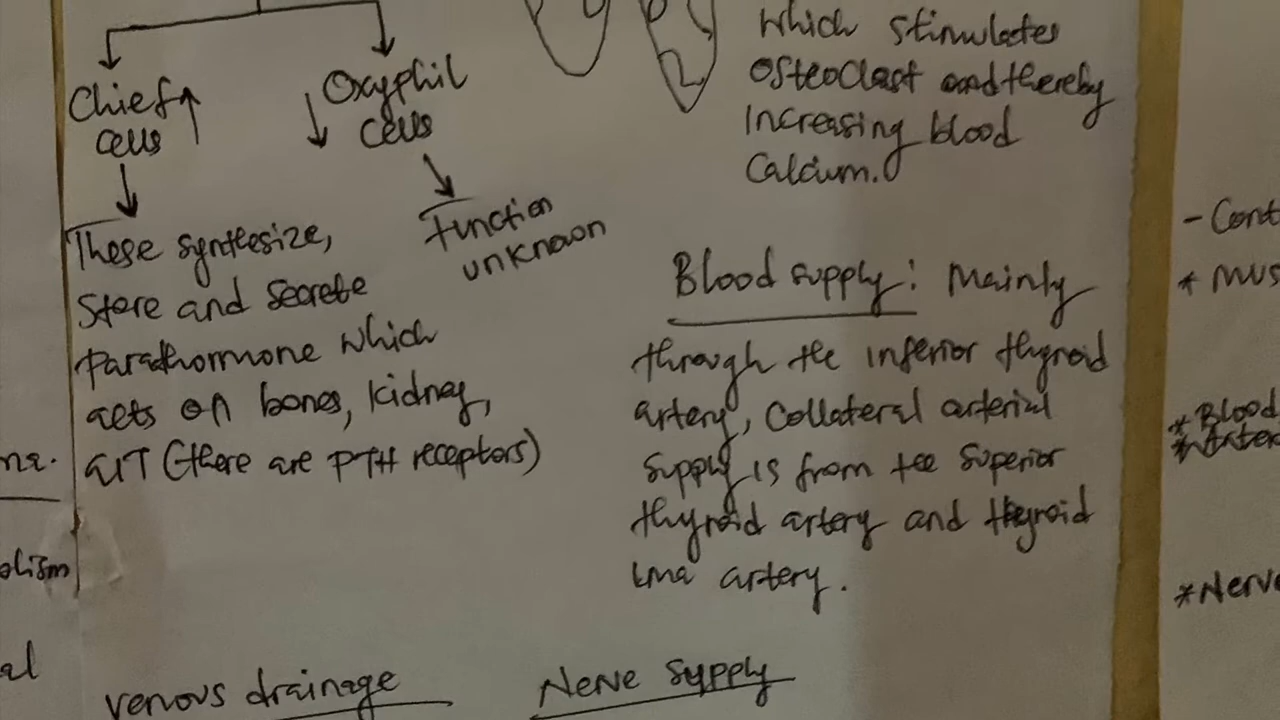 Chief ↑
cells
↓ Oxyphil
cells
These synthesize,
store and secrete
Parathormone which
acts on bones, kidney,
GIT (there are PTH receptors)
Function
unknown
which stimulates
osteoclast and thereby
increasing blood
Calcium.
Blood supply: Mainly
through the inferior thyroid
artery, Collateral arterial
supply is from the superior
thyroid artery and thyroid
ima artery.
venous drainage
Nerve supply
na.
olism
al
- Cont
* Mus
* Blood
* Nerve